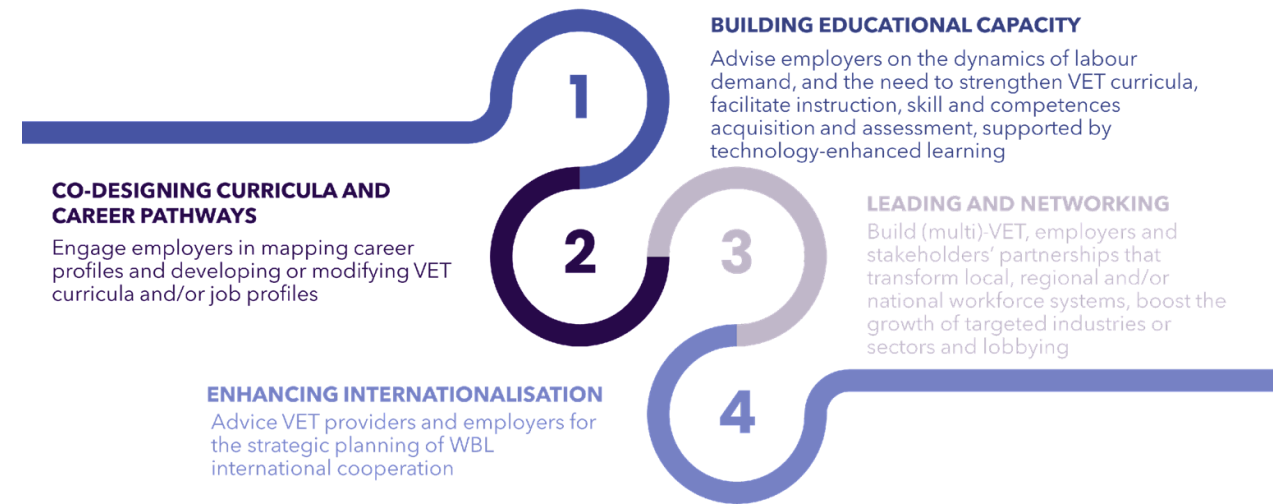 1
BUILDING EDUCATIONAL CAPACITY
Advise employers on the dynamics of labour
demand, and the need to strengthen VET curricula,
facilitate instruction, skill and competences
acquisition and assessment, supported by
technology-enhanced learning
CO-DESIGNING CURRICULA AND
CAREER PATHWAYS
Engage employers in mapping career
profiles and developing or modifying VET
curricula and/or job profiles
2
3
LEADING AND NETWORKING
Build (multi)-VET, employers and
stakeholders' partnerships that
transform local, regional and/or
national workforce systems, boost the
growth of targeted industries or
sectors and lobbying
ENHANCING INTERNATIONALISATION
Advice VET providers and employers for
the strategic planning of WBL
international cooperation
4